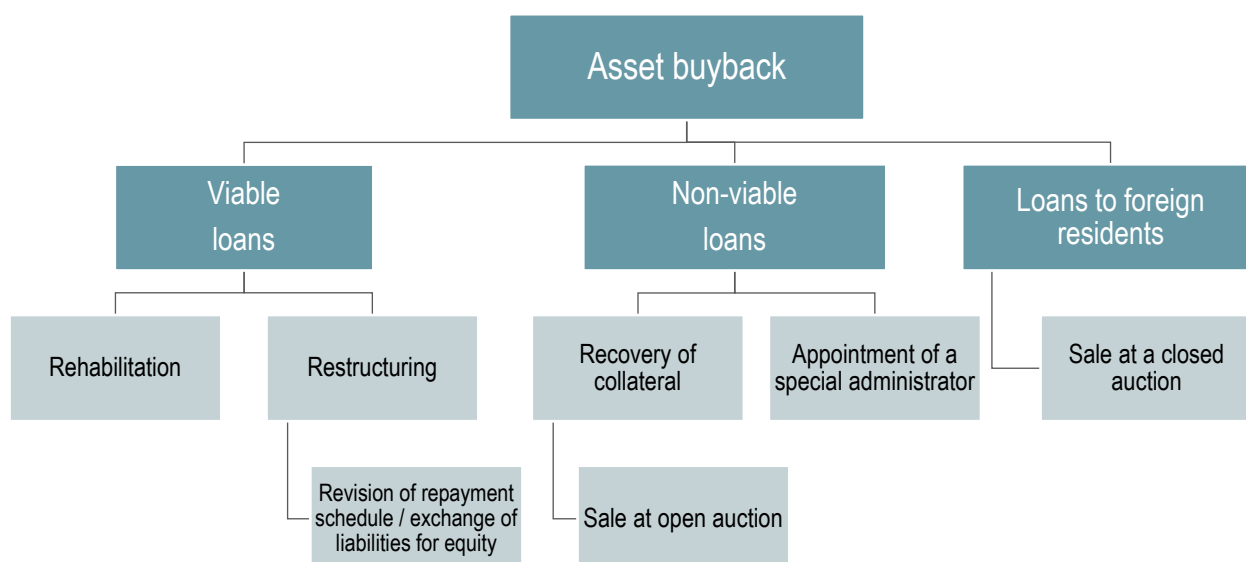 Asset buyback
Viable
loans
Non-viable
loans
Loans to foreign
residents
Rehabilitation
Restructuring
Recovery of
collateral
Appointment of a
special administrator
Sale at a closed
auction
Revision of repayment
schedule / exchange of
liabilities for equity
Sale at open auction